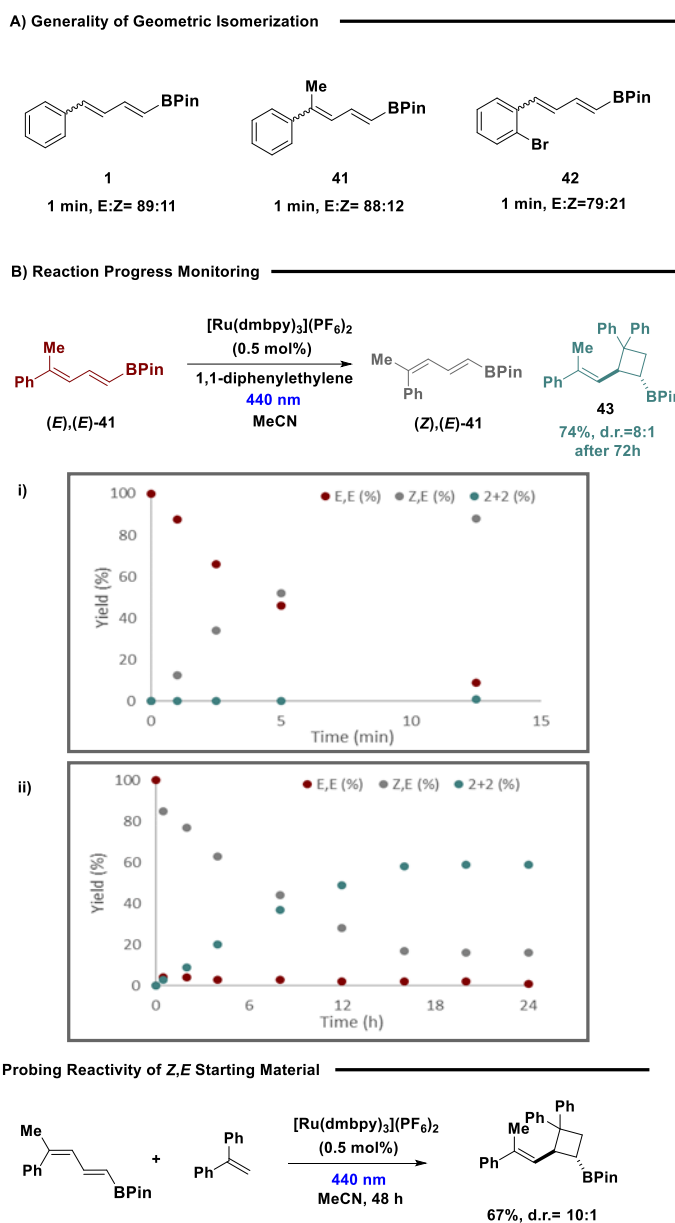 A) Generality of Geometric Isomerization
BPin
1
1 min, E:Z= 89:11
Me
BPin
41
1 min, E:Z= 88:12
BPin
Br
42
1 min, E:Z=79:21
B) Reaction Progress Monitoring
Me
Ph
BPin
(E),(E)-41
[Ru(dmbpy)3](PF6)2
(0.5 mol%)
1,1-diphenylethylene
440 nm
MeCN
Me
Ph
BPin
(Z),(E)-41
Ph Ph
Me
Ph
BPin
43
74%, d.r.=8:1
after 72h
i)
E,E (%) Z,E (%) 2+2 (%)
Yield (%)
100
80
60
40
20
0
0 5 10 15
Time (min)
ii)
E,E (%) Z,E (%) 2+2 (%)
Yield (%)
100
80
60
40
20
0
0 6 12 18 24
Time (h)
Probing Reactivity of Z,E Starting Material
Me
Ph
BPin
+
Ph
Ph
[Ru(dmbpy)3](PF6)2
(0.5 mol%)
440 nm
MeCN, 48 h
Ph
Ph
Me
Ph
BPin
67%, d.r.= 10:1